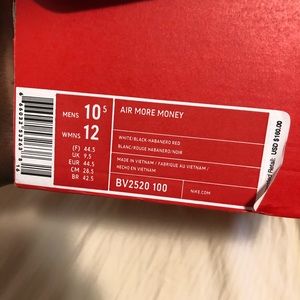 MENS 10.5
WMNS 12
(F) 44.5
UK 9.5
EUR 44.5
CM 28.5
BR 42.5
AIR MORE MONEY
WHITE/BLACK-HABANERO RED
BLANC/ROUGE HABANERO/NOIR
MADE IN VIETNAM / FABRIQUE AU VIETNAM /
HECHO EN VIETNAM
BV2520 100
NIKE.COM
Retail: USD $160.00